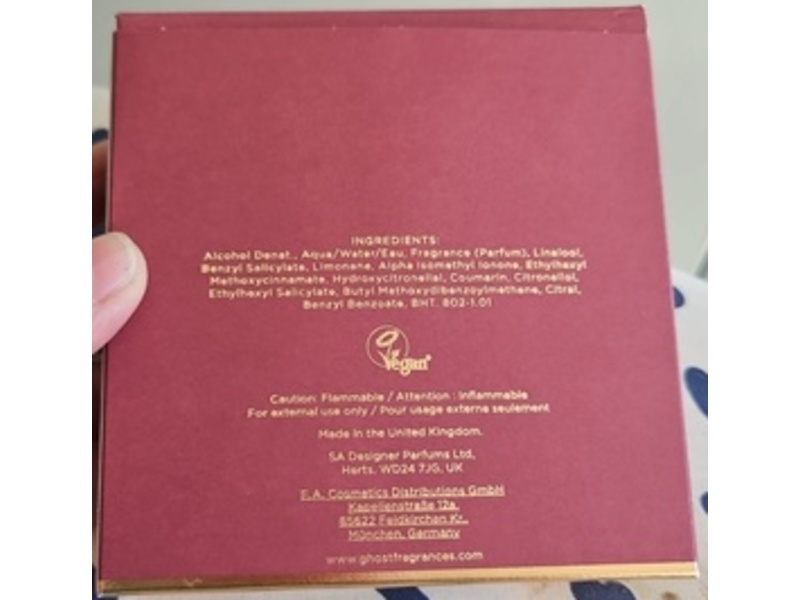 INGREDIENTS:
Alcohol Denat., Aqua/Water/Eau, Fragrance (Parfum), Linalool,
Benzyl Salicylate, Limonene, Alpha Isomethyl Ionone, Ethylhexyl
Methoxycinnamate, Hydroxycitronellal, Coumarin, Citronellol,
Ethylhexyl Salicylate, Butyl Methoxydibenzoylmethane, Citral,
Benzyl Benzoate, BHT. 802-1.01
Vegan
Caution: Flammable / Attention : Inflammable
For external use only / Pour usage externe seulement
Made in the United Kingdom.
SA Designer Parfums Ltd,
Herts. WD24 7JG, UK
E.A. Cosmetics Distributions GmbH
Kapellenstraße 12a,
85622 Feldkirchen Kr.,
München, Germany
www.ghostfragrances.com